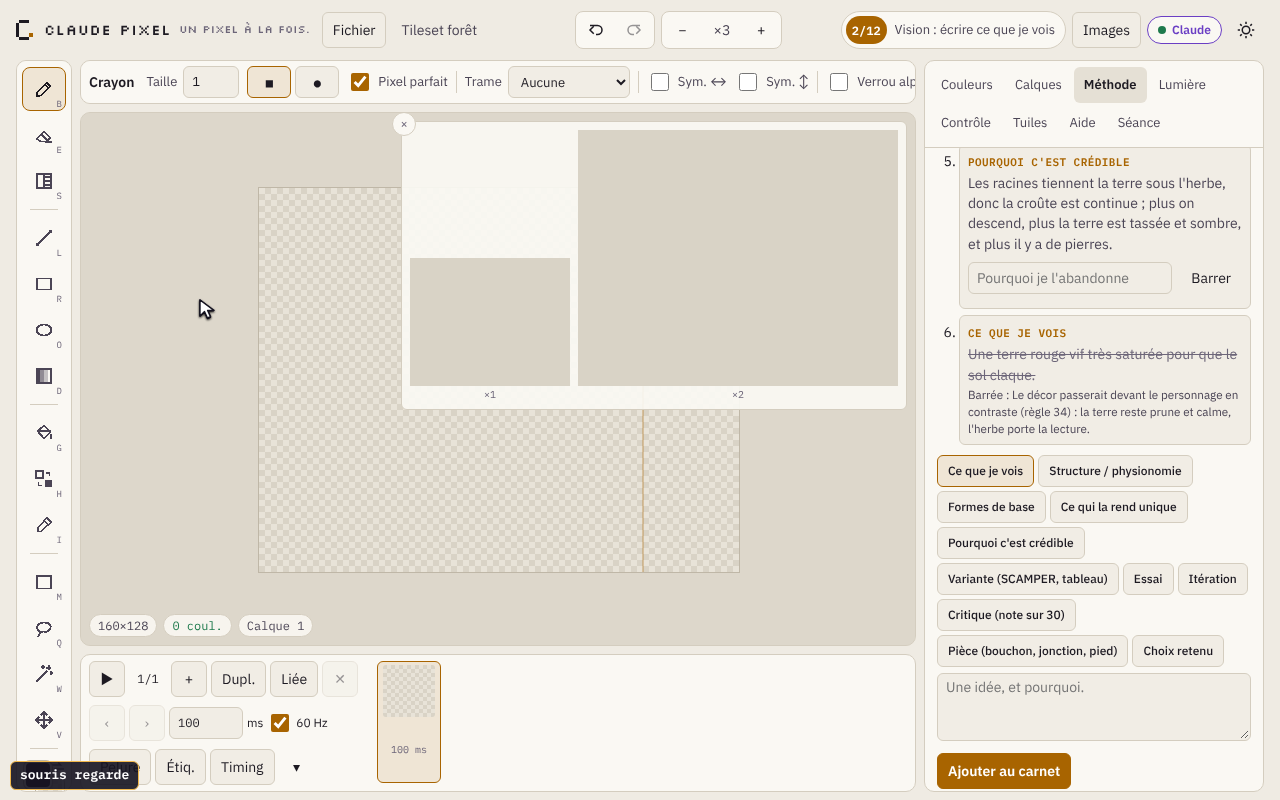 CLAUDE PIXEL UN PIXEL À LA FOIS. Fichier Tileset forêt − ×3 + 2/12 Vision : écrire ce que je vois Images Claude
Crayon Taille 1 Pixel parfait Trame Aucune Sym. Sym. Verrou alp
Couleurs Calques Méthode Lumière
Contrôle Tuiles Aide Séance
B
E
S
L
R
O
D
G
H
I
M
Q
W
V
×
×1 ×2
160×128 0 coul. Calque 1
5. POURQUOI C'EST CRÉDIBLE
Les racines tiennent la terre sous l'herbe,
donc la croûte est continue ; plus on
descend, plus la terre est tassée et sombre,
et plus il y a de pierres.
Pourquoi je l'abandonne Barrer
6. CE QUE JE VOIS
Une terre rouge vif très saturée pour que le
sol claque.
Barrée : Le décor passerait devant le personnage en
contraste (règle 34) : la terre reste prune et calme,
l'herbe porte la lecture.
Ce que je vois Structure / physionomie
Formes de base Ce qui la rend unique
Pourquoi c'est crédible
Variante (SCAMPER, tableau) Essai Itération
Critique (note sur 30)
Pièce (bouchon, jonction, pied) Choix retenu
Une idée, et pourquoi.
Ajouter au carnet
1/1 + Dupl. Liée ×
‹ › 100 ms 60 Hz
Étiq. Timing ▼
100 ms
souris regarde